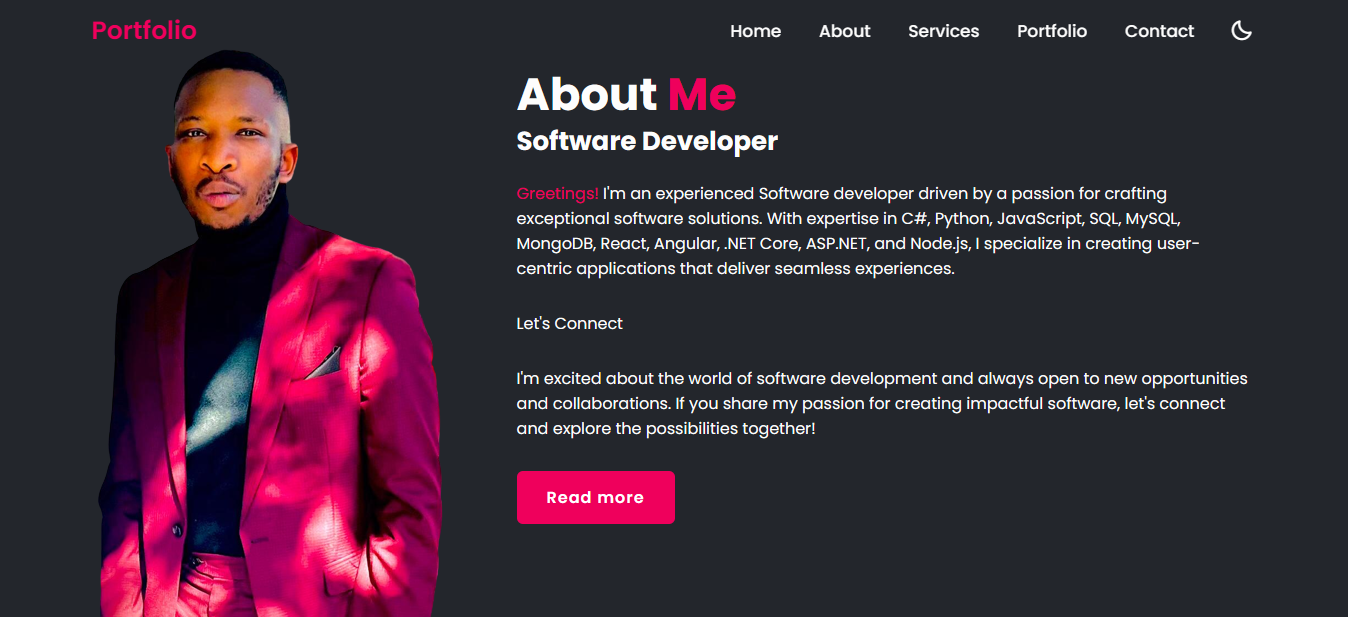 Portfolio
Home About Services Portfolio Contact
About Me
Software Developer
Greetings! I'm an experienced Software developer driven by a passion for crafting
exceptional software solutions. With expertise in C#, Python, JavaScript, SQL, MySQL,
MongoDB, React, Angular, .NET Core, ASP.NET, and Node.js, I specialize in creating user-
centric applications that deliver seamless experiences.
Let's Connect
I'm excited about the world of software development and always open to new opportunities
and collaborations. If you share my passion for creating impactful software, let's connect
and explore the possibilities together!
Read more